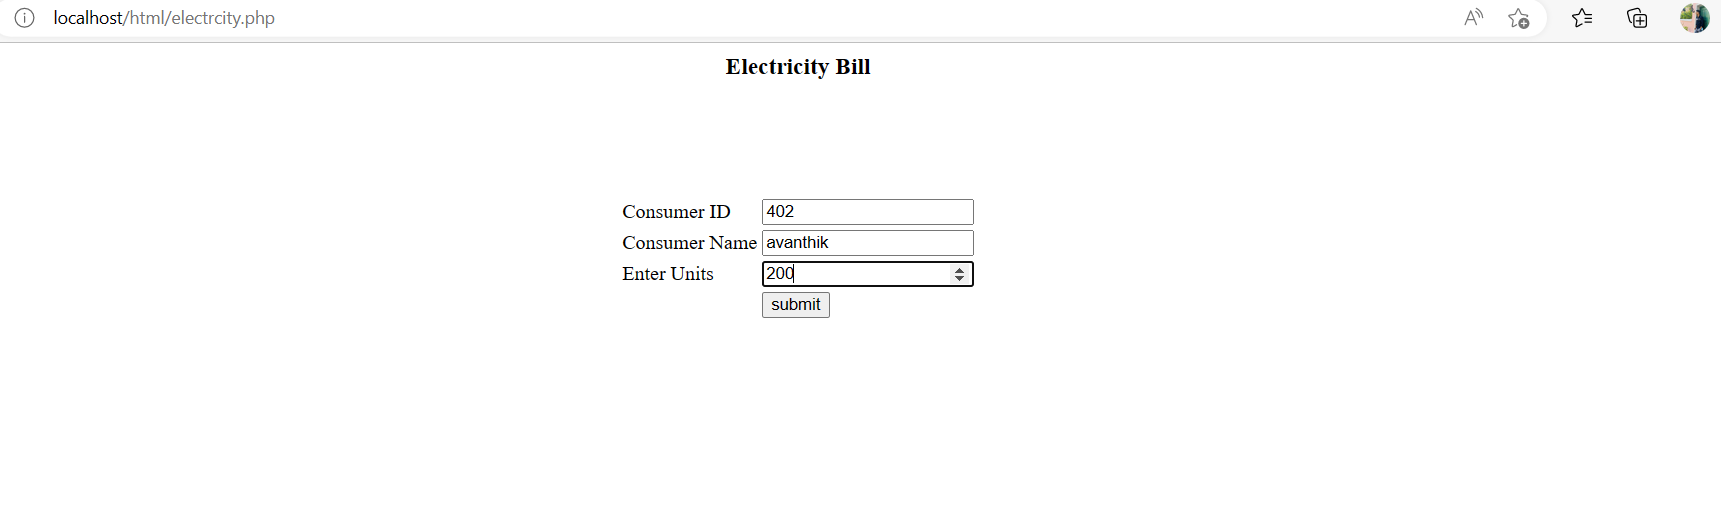 localhost/html/electrcity.php
Electricity Bill
Consumer ID 402
Consumer Name avanthik
Enter Units 200
submit